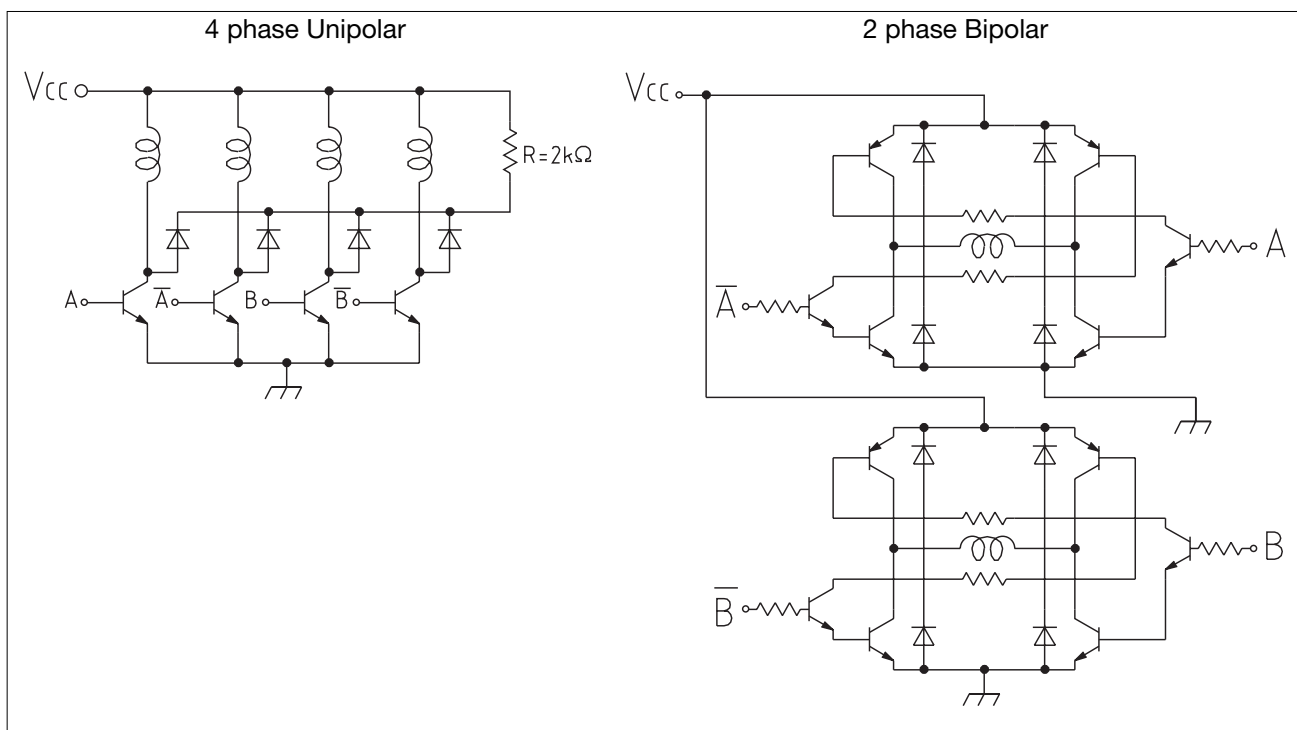 4 phase Unipolar
Vcc
R=2kΩ
A
A̅
B
B̅
2 phase Bipolar
Vcc
A
A̅
B
B̅